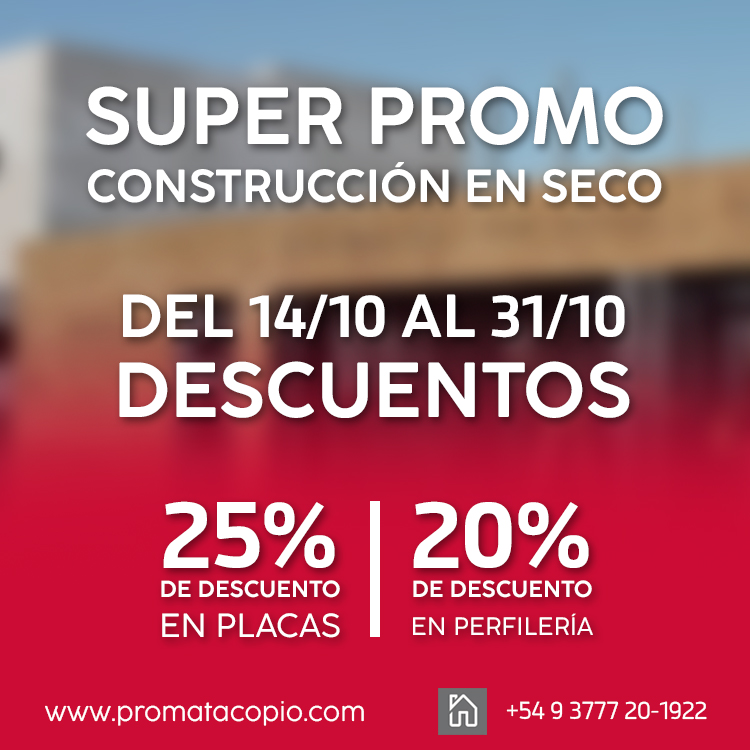 SUPER PROMO
CONSTRUCCIÓN EN SECO
DEL 14/10 AL 31/10
DESCUENTOS
25%
DE DESCUENTO
EN PLACAS
20%
DE DESCUENTO
EN PERFILERÍA
www.promatacopio.com
+54 9 3777 20-1922